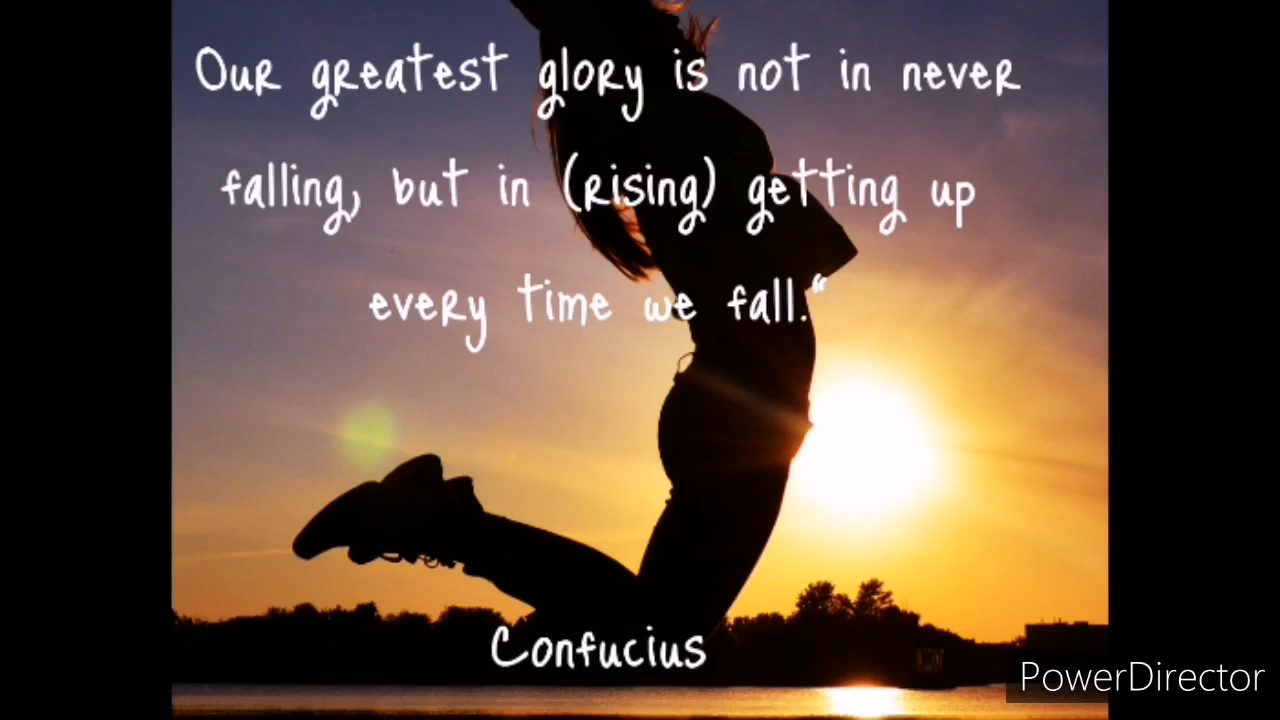 Our greatest glory is not in never
falling, but in (rising) getting up
every time we fall.“
Confucius
PowerDirector